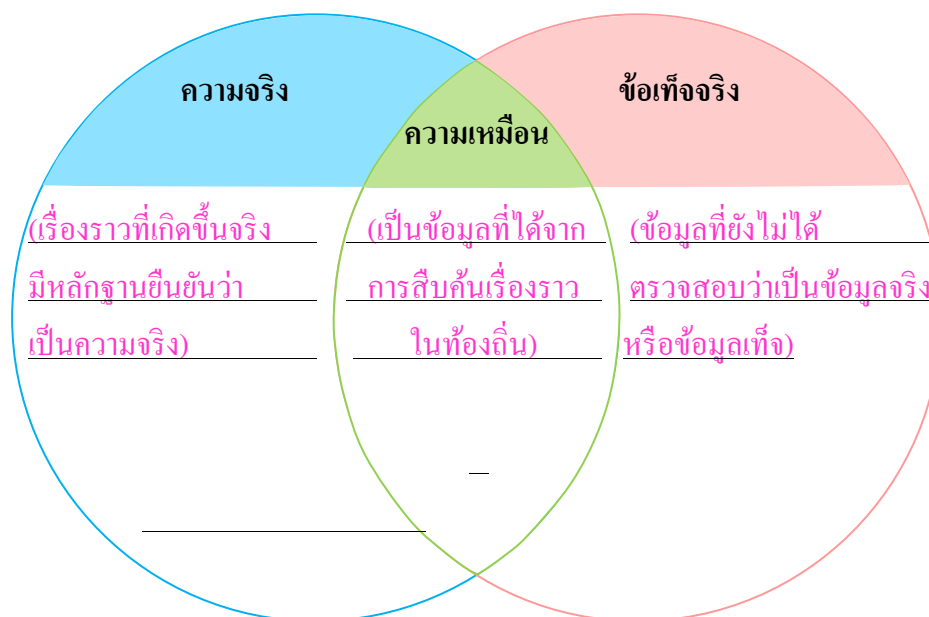 ความจริง
ข้อเท็จจริง
ความเหมือน
(เรื่องราวที่เกิดขึ้นจริง
มีหลักฐานยืนยันว่า
เป็นความจริง)
(เป็นข้อมูลที่ได้จาก
การสืบค้นเรื่องราว
ในท้องถิ่น)
(ข้อมูลที่ยังไม่ได้
ตรวจสอบว่าเป็นข้อมูลจริง
หรือข้อมูลเท็จ)